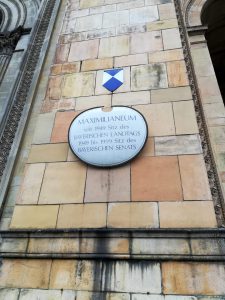 MAXIMILIANEUM
seit 1949 Sitz des
BAYERISCHEN LANDTAGS
1949 bis 1999 Sitz des
BAYERISCHEN SENATS